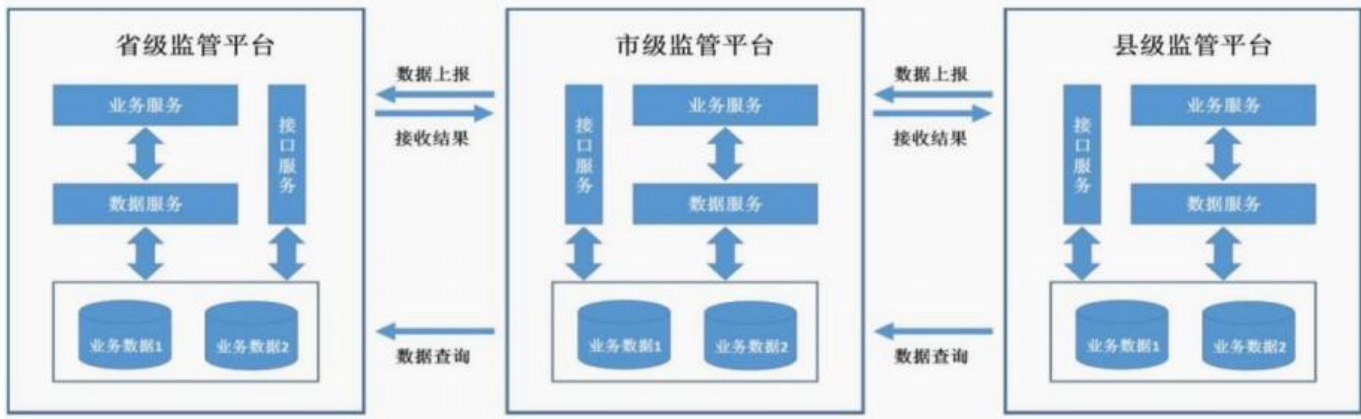 省级监管平台
业务服务
接口服务
数据服务
业务数据1
业务数据2
数据上报
接收结果
数据查询
市级监管平台
接口服务
业务服务
数据服务
业务数据1
业务数据2
数据上报
接收结果
数据查询
县级监管平台
接口服务
业务服务
数据服务
业务数据1
业务数据2